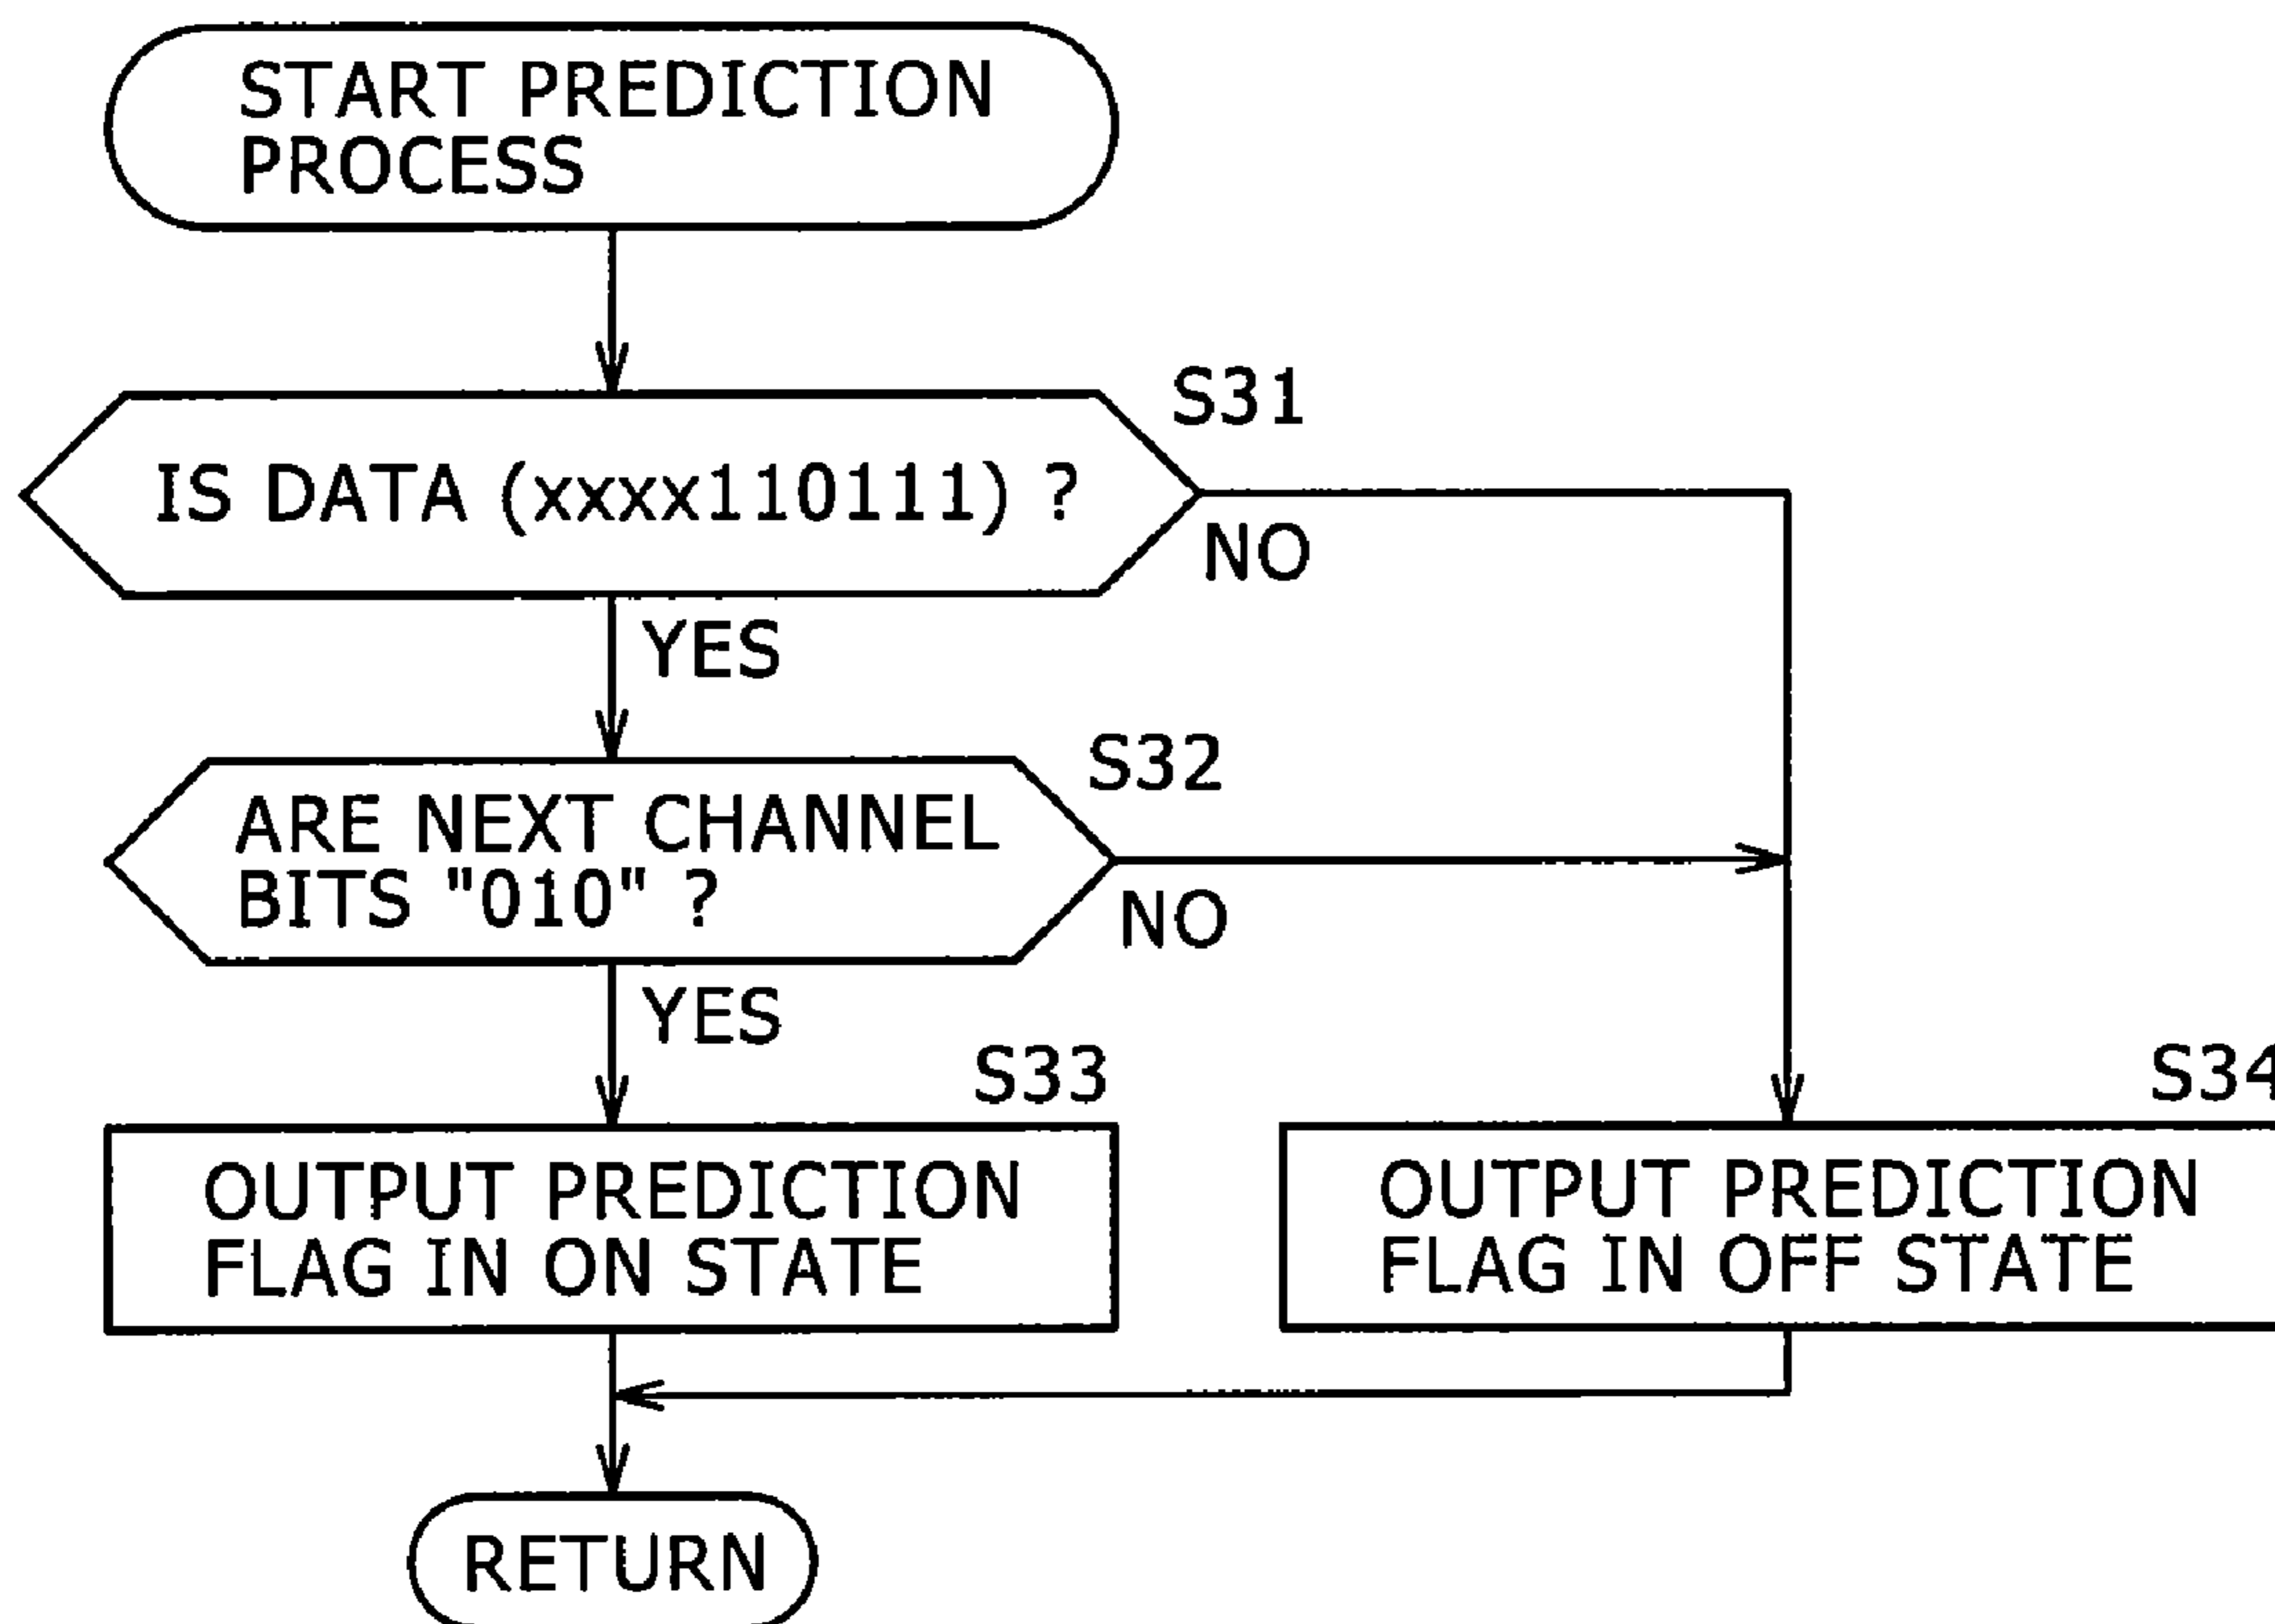 START PREDICTION
PROCESS
S31
IS DATA (xxxx110111) ?
NO
YES
S32
ARE NEXT CHANNEL
BITS "010" ?
NO
YES
S33
S34
OUTPUT PREDICTION
FLAG IN ON STATE
OUTPUT PREDICTION
FLAG IN OFF STATE
RETURN